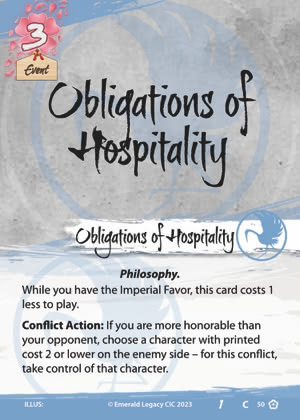 3
Event
Obligations of
Hospitality
Obligations of Hospitality
Philosophy.
While you have the Imperial Favor, this card costs 1
less to play.
Conflict Action: If you are more honorable than
your opponent, choose a character with printed
cost 2 or lower on the enemy side – for this conflict,
take control of that character.
ILLUS: © Emerald Legacy CIC 2023 1 C 50